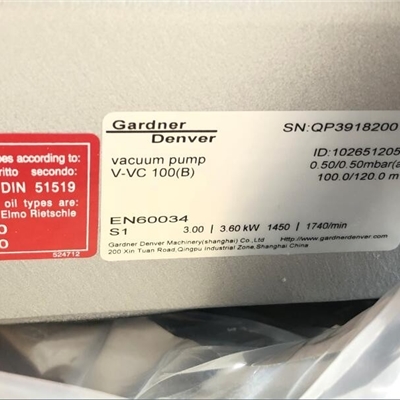 Gardner
Denver
SN:QP3918200
vacuum pump
V-VC 100(B)
ID:102651205
0.50/0.50mbar(a
100.0/120.0 m
EN60034
S1 3.00 | 3.60 kW 1450 | 1740/min
Gardner Denver Machinery(shanghai) Co.,Ltd Http://www.gardnerdenver.com
200 Xin Tuan Road,Qingpu Industrial Zone,Shanghai China
pes according to:
ritto secondo:
DIN 51519
oil types are:
Elmo Rietschle
O
O
524712